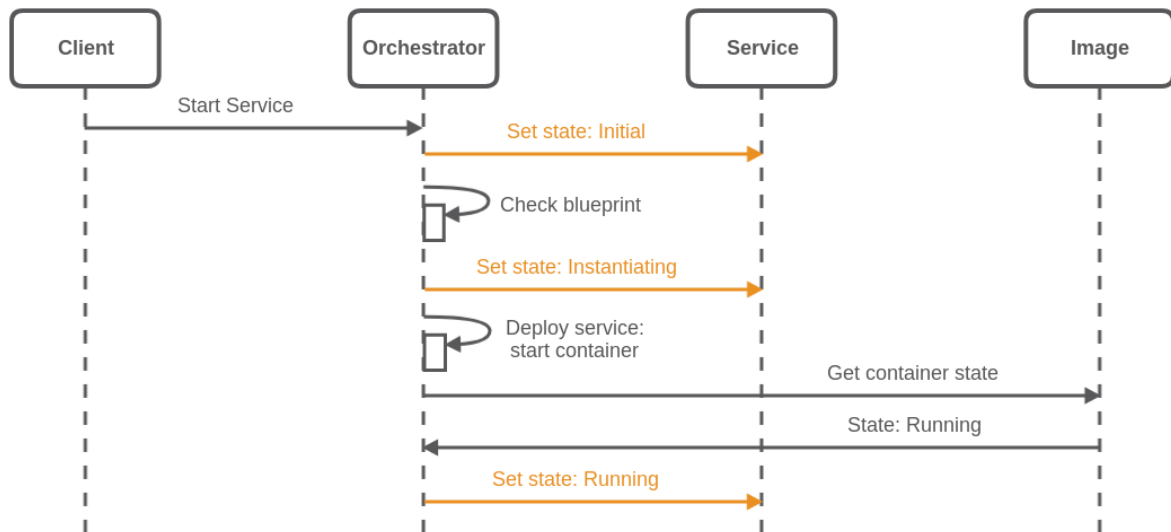 Client
Orchestrator
Service
Image
Start Service
Set state: Initial
Check blueprint
Set state: Instantiating
Deploy service:
start container
Get container state
State: Running
Set state: Running